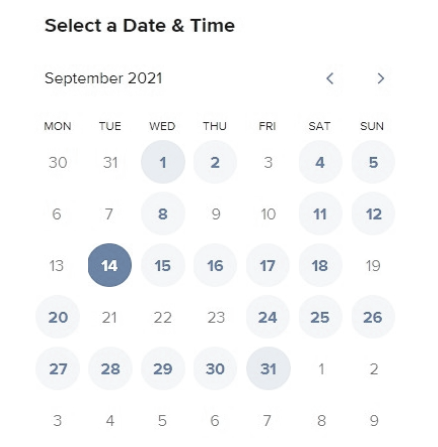 Select a Date & Time
September 2021
MON TUE WED THU FRI SAT SUN
30 31 1 2 3 4 5
6 7 8 9 10 11 12
13 14 15 16 17 18 19
20 21 22 23 24 25 26
27 28 29 30 31 1 2
3 4 5 6 7 8 9